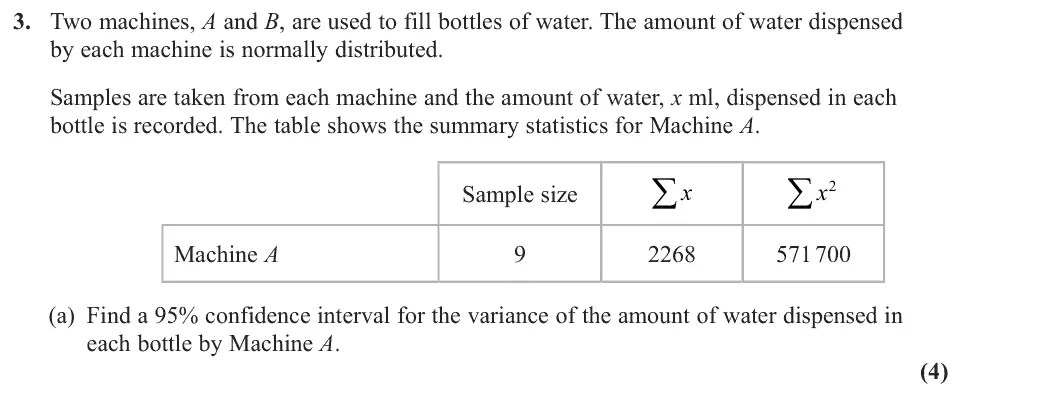 3. Two machines, A and B, are used to fill bottles of water. The amount of water dispensed
by each machine is normally distributed.
Samples are taken from each machine and the amount of water, x ml, dispensed in each
bottle is recorded. The table shows the summary statistics for Machine A.
Sample size ∑x ∑x²
Machine A 9 2268 571 700
(a) Find a 95% confidence interval for the variance of the amount of water dispensed in
each bottle by Machine A.
(4)